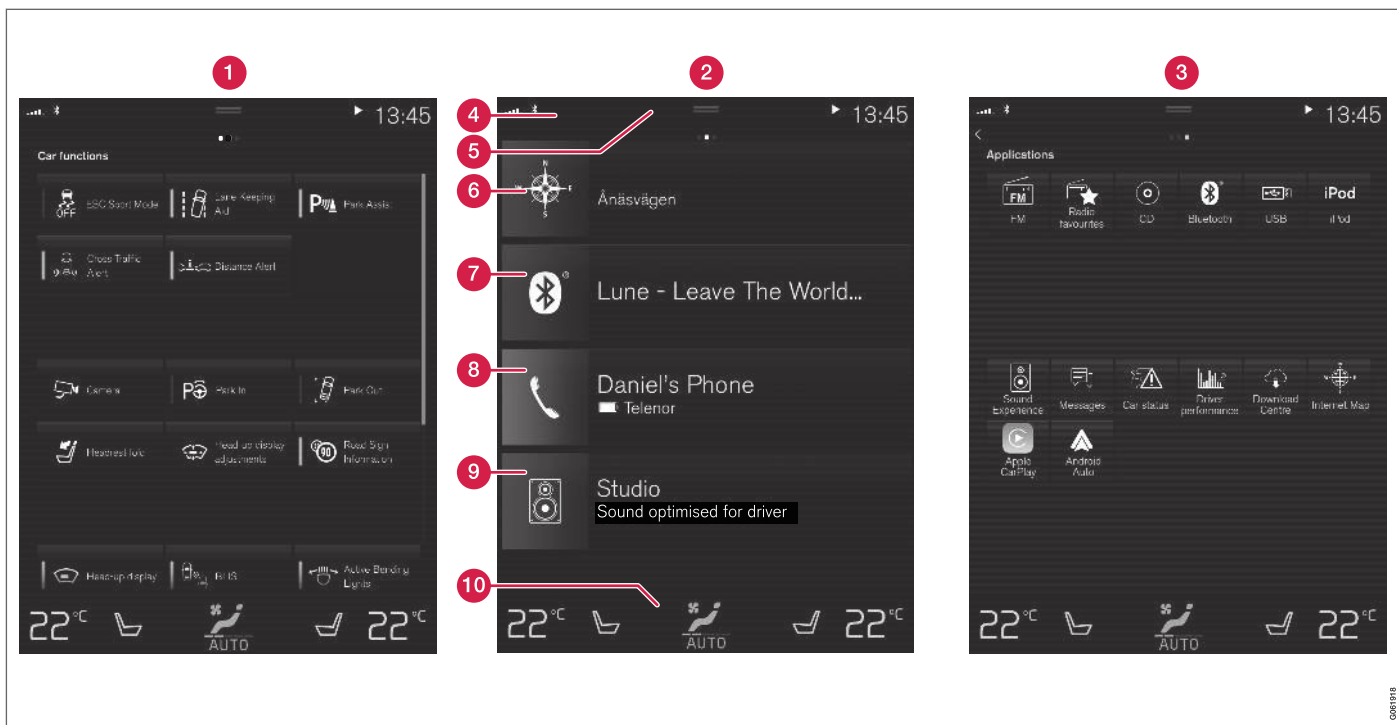 1
2
3
13:45
Car functions
ESC Sport Mode
OFF
Lane Keeping
Aid
Park Assist
Cross Traffic
Alert
Distance Alert
Camera
Park In
Park Out
Headrest fold
Head-up display
adjustments
Road Sign
Information
Head-up display
BLIS
Active Bending
Lights
22°C
AUTO
22°C
4
13:45
5
6
N
W
E
S
Ånäsvägen
7
Lune - Leave The World...
8
Daniel's Phone
Telenor
9
Studio
Sound optimised for driver
10
22°C
AUTO
22°C
13:45
Applications
FM
FM
Radio
favourites
CD
Bluetooth
USB
iPod
iPod
Sound
Experience
Messages
Car status
Driver
performance
Download
Centre
Internet Map
Apple
CarPlay
Android
Auto
22°C
AUTO
22°C
G061918